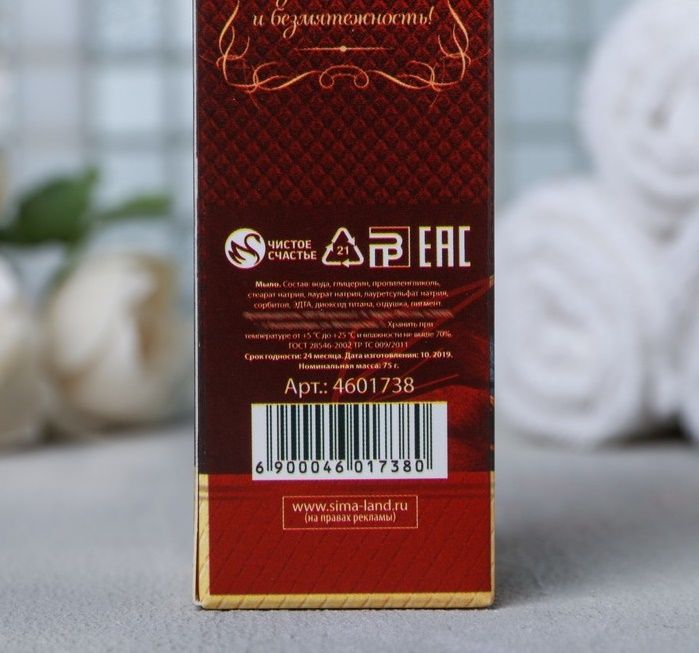 и безмятежность!
ЧИСТОЕ
СЧАСТЬЕ
21
EAC
Мыло. Состав: вода, глицерин, пропиленгликоль,
стеарат натрия, лаурат натрия, лауретсульфат натрия,
сорбитол, ЭДТА, диоксид титана, отдушка, пигмент.
Хранить при
температуре от +5 °C до +25 °C и влажности не выше 70%.
ГОСТ 28546-2002 ТР ТС 009/2011
Срок годности: 24 месяца. Дата изготовления: 10. 2019.
Номинальная масса: 75 г.
Арт.: 4601738
6 900046 017380
www.sima-land.ru
(на правах рекламы)